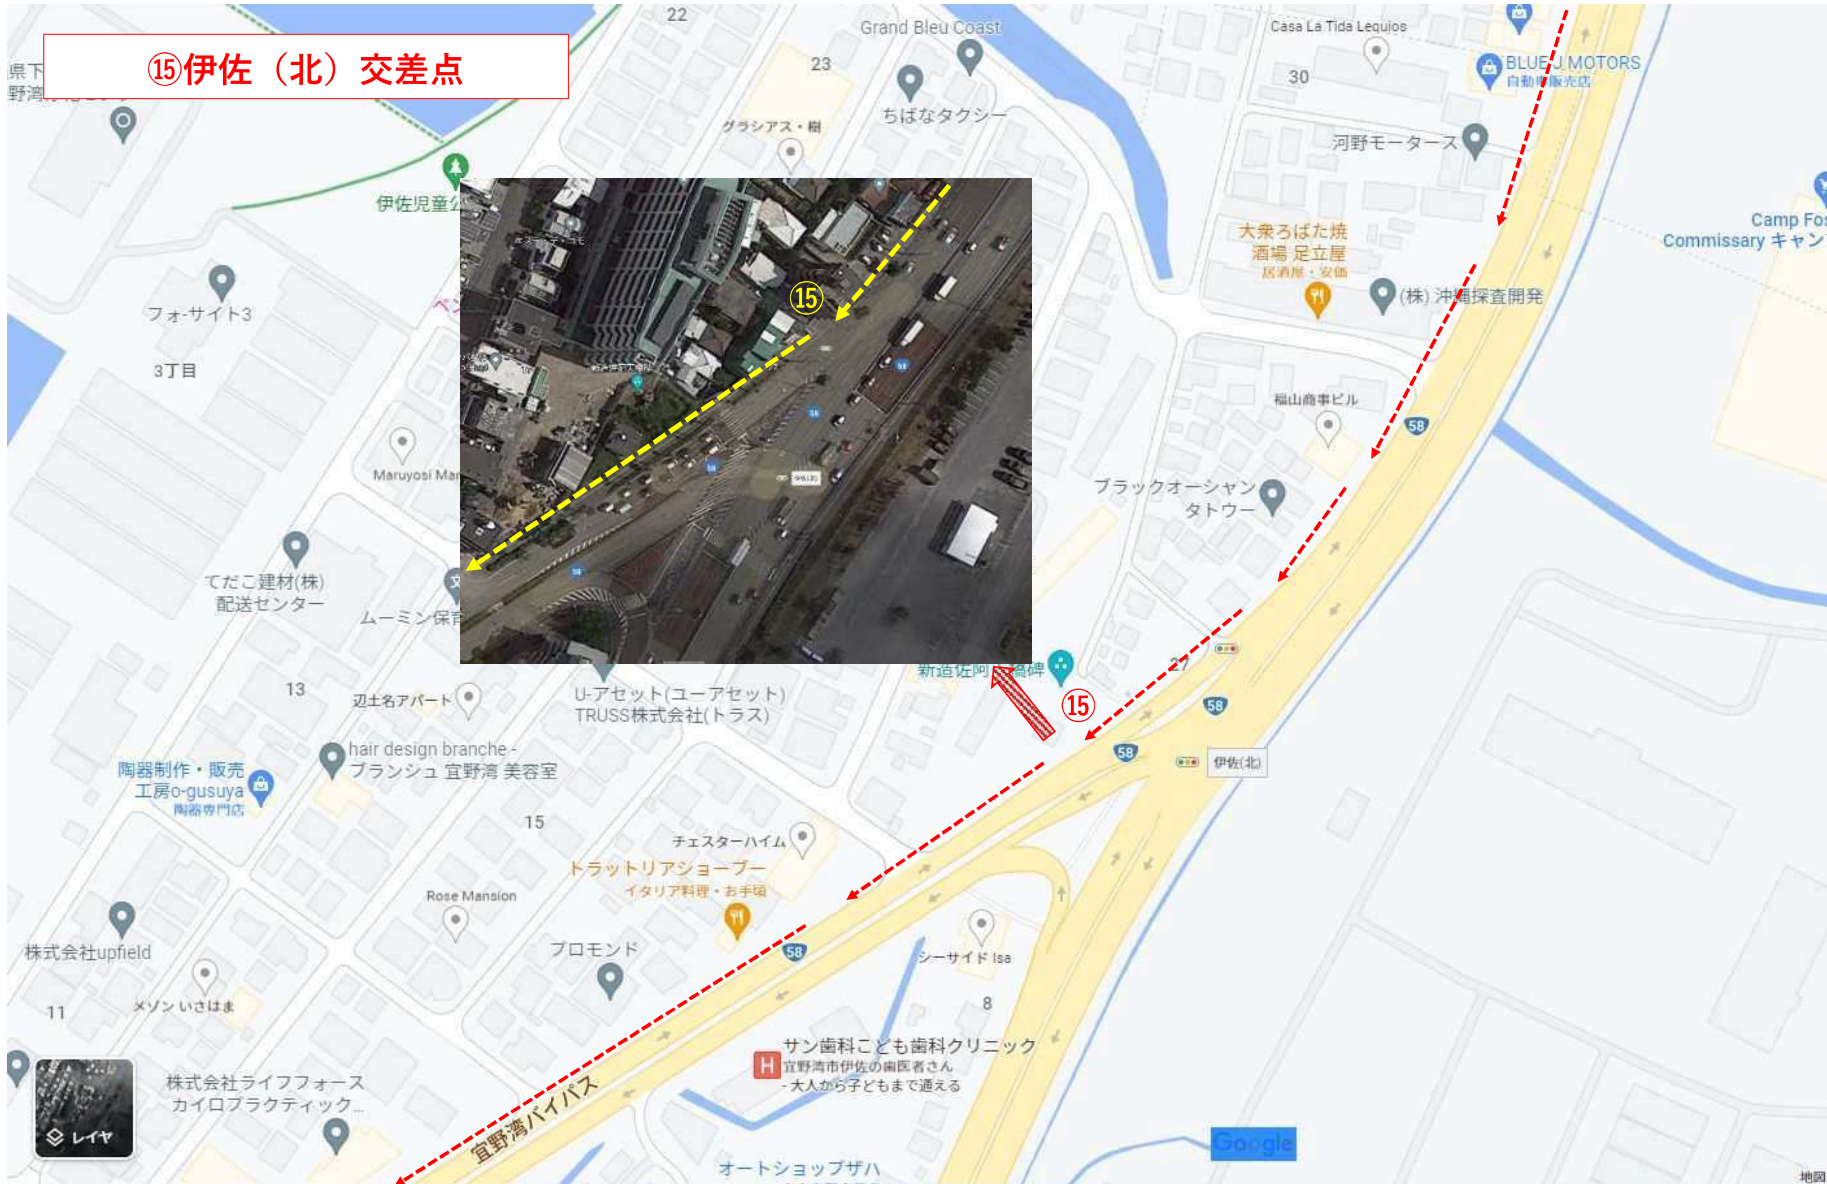 ⑮伊佐（北）交差点
22
Grand Bleu Coast
Casa La Tida Lequios
23
30
BLUE J MOTORS
自動車販売店
ちばなタクシー
グラシアス・樹
河野モータース
伊佐児童公
Camp Fos
Commissary キャン
大衆ろばた焼
酒場 足立屋
居酒屋・安価
(株) 沖縄探査開発
フォーサイト3
3丁目
⑮
58
58
58
58
福山商事ビル
58
Maruyosi Man
ブラックオーシャン
タトウー
てだこ建材(株)
配送センター
ムーミン保育
27
13
辺土名アパート
U-アセット(ユーアセット)
TRUSS株式会社(トラス)
⑮
58
58
伊佐(北)
hair design branche -
ブランシュ 宜野湾 美容室
陶器制作・販売
工房o-gusuya
陶器専門店
15
チェスターハイム
トラットリアショーブー
イタリア料理・お手頃
Rose Mansion
株式会社upfield
プロモンド
58
シーサイド Isa
メゾン いさはま
11
8
サン歯科こども歯科クリニック
宜野湾市伊佐の歯医者さん
- 大人から子どもまで通える
株式会社ライフフォース
カイロプラクティック...
レイヤ
宜野湾バイパス
Google
オートショップザハ
地図